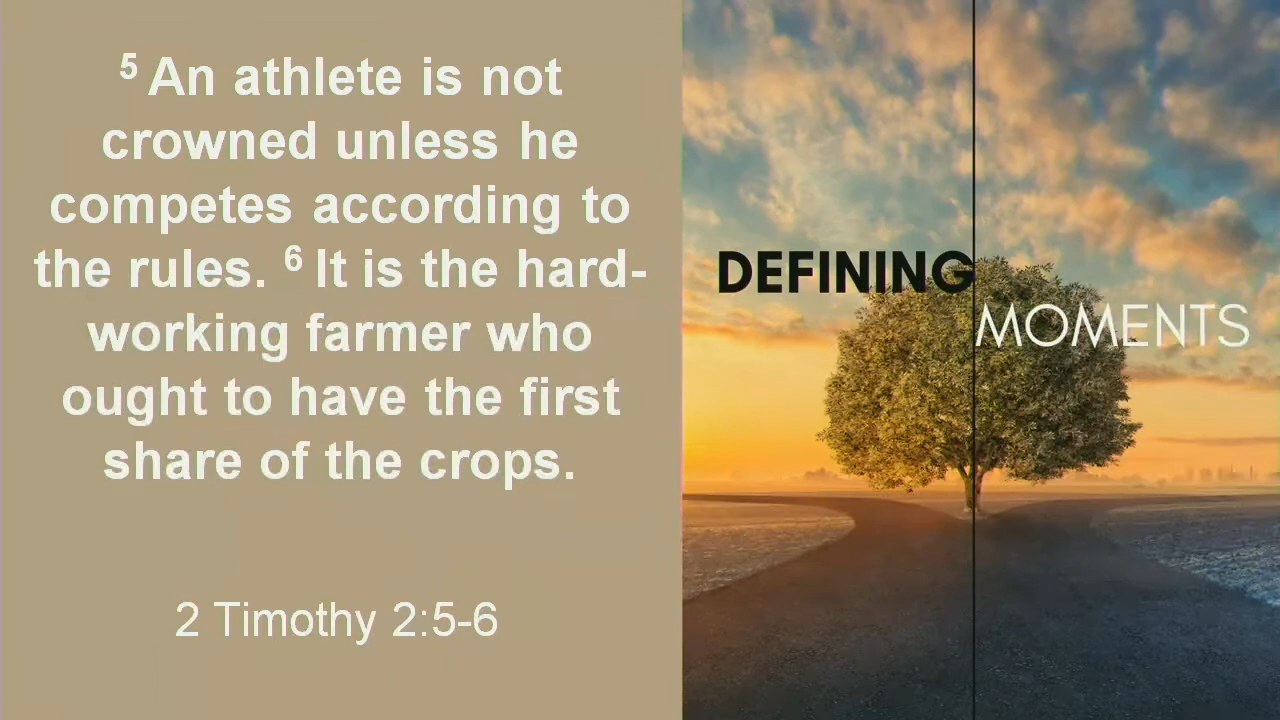 ⁵ An athlete is not
crowned unless he
competes according to
the rules. ⁶ It is the hard-
working farmer who
ought to have the first
share of the crops.
2 Timothy 2:5-6
DEFINING
MOMENTS